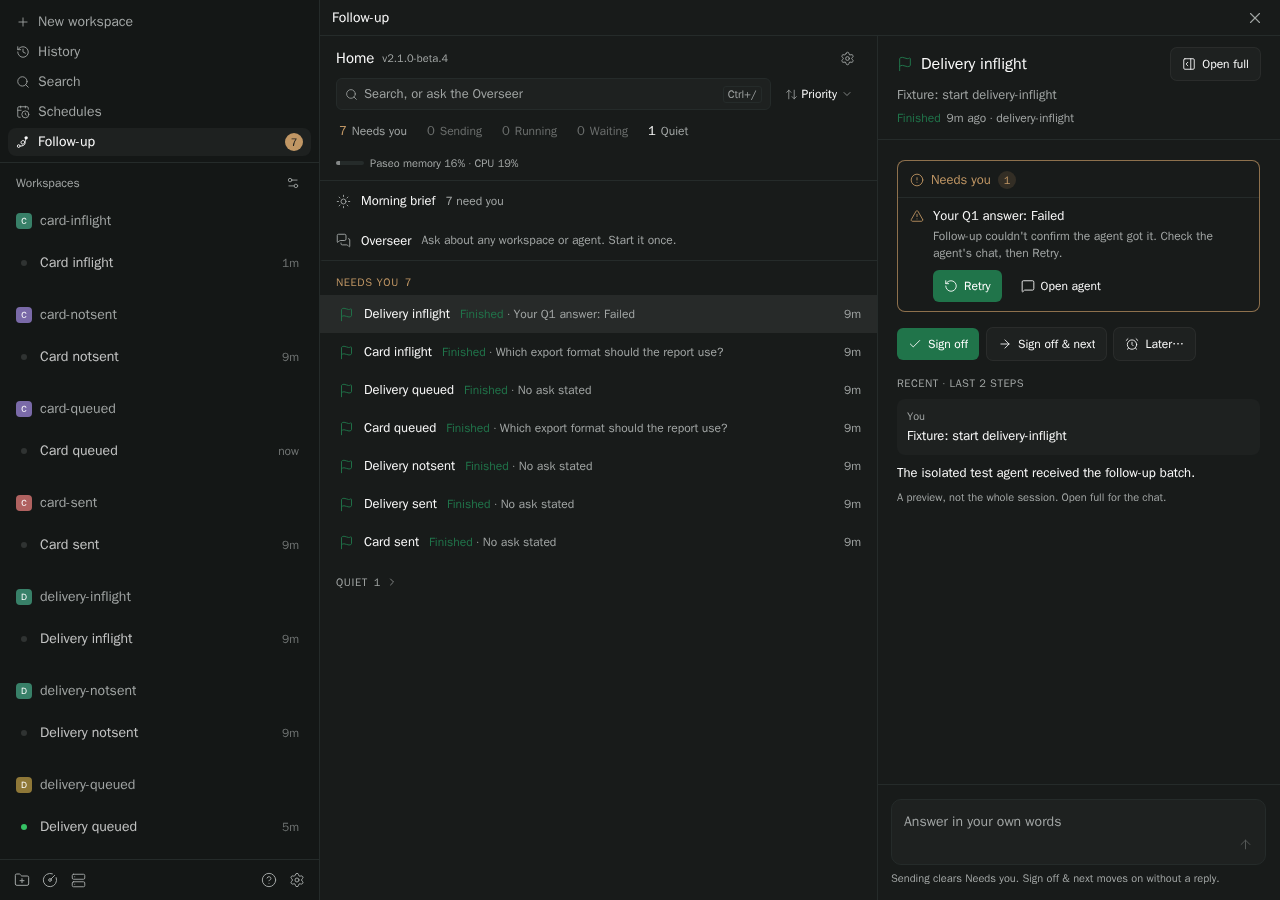 New workspace
History
Search
Schedules
Follow-up 7
Workspaces
C card-inflight
Card inflight 1m
C card-notsent
Card notsent 9m
C card-queued
Card queued now
C card-sent
Card sent 9m
D delivery-inflight
Delivery inflight 9m
D delivery-notsent
Delivery notsent 9m
D delivery-queued
Delivery queued 5m
Follow-up
Home v2.1.0-beta.4
Search, or ask the Overseer Ctrl+/ Priority
7 Needs you 0 Sending 0 Running 0 Waiting 1 Quiet
Paseo memory 16% · CPU 19%
Morning brief 7 need you
Overseer Ask about any workspace or agent. Start it once.
NEEDS YOU 7
Delivery inflight Finished · Your Q1 answer: Failed 9m
Card inflight Finished · Which export format should the report use? 9m
Delivery queued Finished · No ask stated 9m
Card queued Finished · Which export format should the report use? 9m
Delivery notsent Finished · No ask stated 9m
Delivery sent Finished · No ask stated 9m
Card sent Finished · No ask stated 9m
QUIET 1
Delivery inflight Open full
Fixture: start delivery-inflight
Finished 9m ago · delivery-inflight
Needs you 1
Your Q1 answer: Failed
Follow-up couldn't confirm the agent got it. Check the
agent's chat, then Retry.
Retry Open agent
Sign off Sign off & next Later···
RECENT · LAST 2 STEPS
You
Fixture: start delivery-inflight
The isolated test agent received the follow-up batch.
A preview, not the whole session. Open full for the chat.
Answer in your own words
Sending clears Needs you. Sign off & next moves on without a reply.